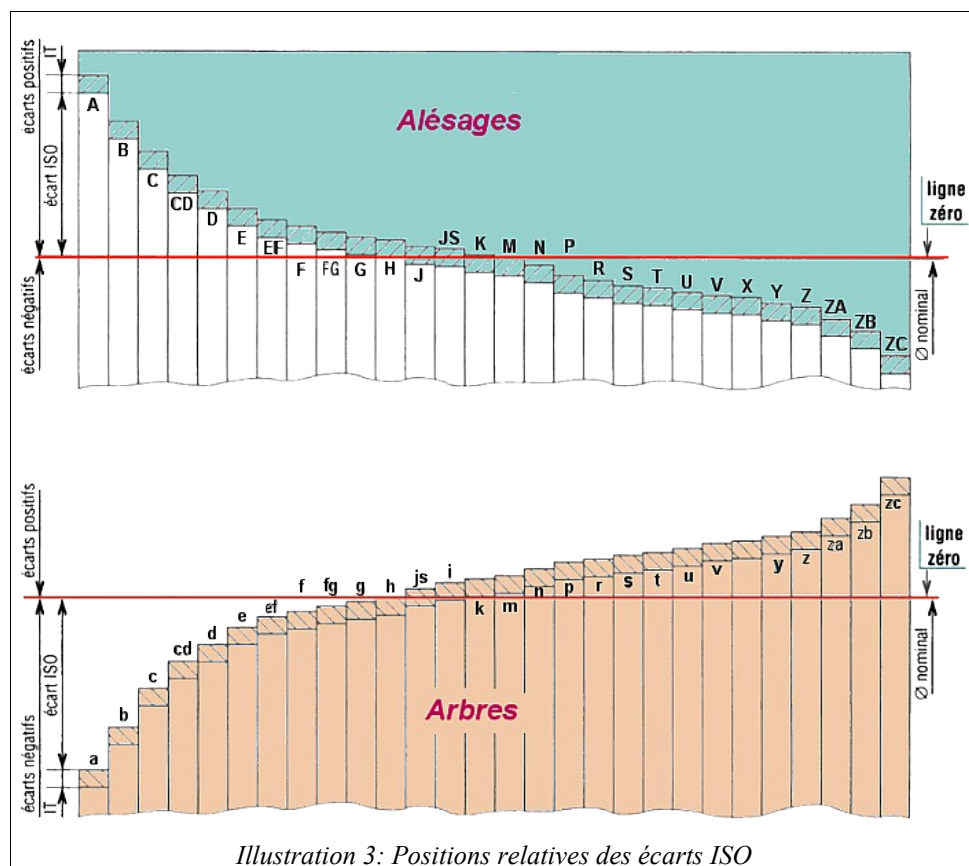 écarts positifs
IT
écart ISO
écarts négatifs
Alésages
A
B
C
CD
D
E
EF
F
FG
G
H
J
JS
K
M
N
P
R
S
T
U
V
X
Y
Z
ZA
ZB
ZC
ligne
zéro
Ø nominal
écarts positifs
écart ISO
écarts négatifs
IT
a
b
c
cd
d
e
ef
f
fg
g
h
js
i
k
m
n
p
r
s
t
u
v
y
z
za
zb
zc
ligne
zéro
Ø nominal
Arbres
Illustration 3: Positions relatives des écarts ISO